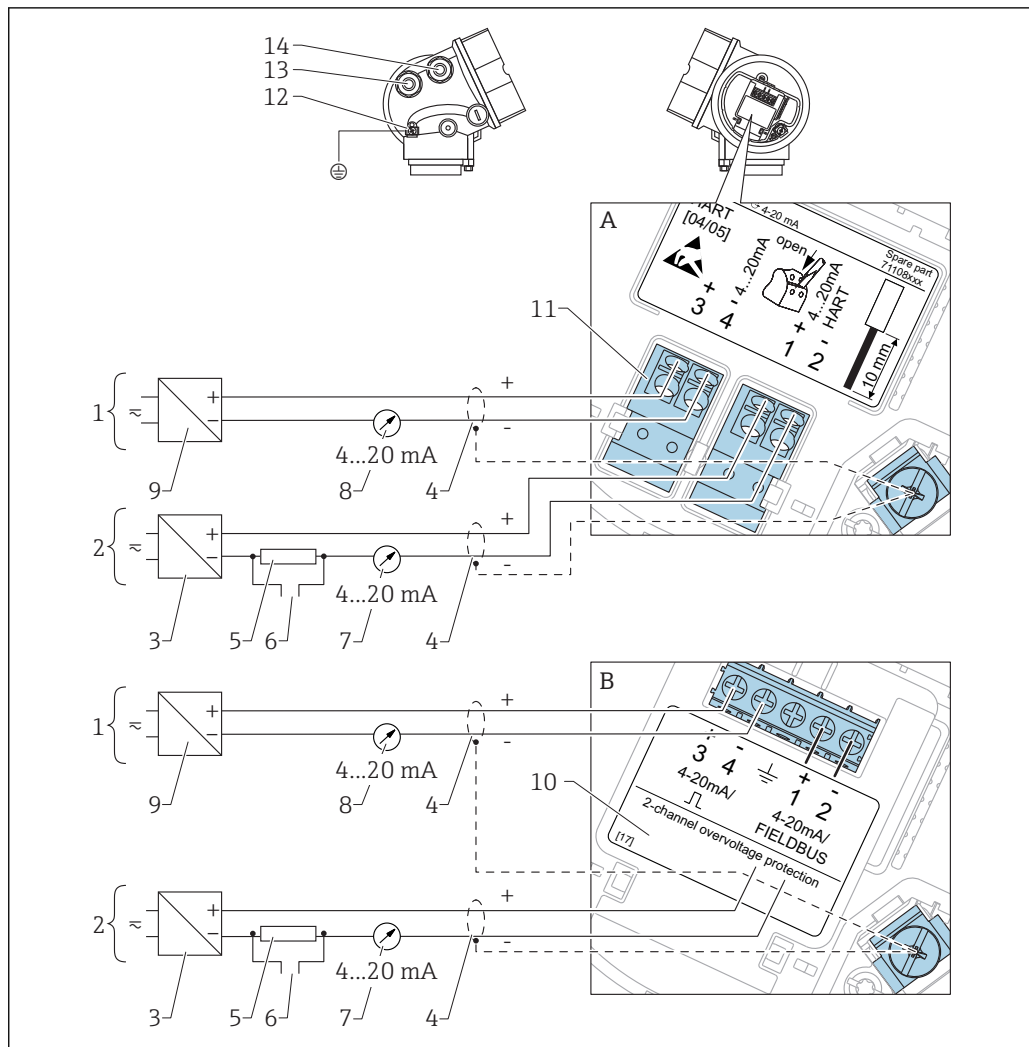 14
13
12
A
HART
[04/05]
4-20 mA
open
Spare part
71108xxx
+ -
3 4
4...20mA
+ -
1 2
4...20mA
HART
10 mm
11
1
≂
+
-
+
-
9
4...20 mA
8
4
2
≂
+
-
+
-
3
5
6
4...20 mA
7
4
B
1
≂
+
-
+
-
9
4...20 mA
8
4
10
-
3 4
4-20mA/
+ -
1 2
4-20mA/
FIELDBUS
2-channel overvoltage protection
[17]
2
≂
+
-
+
-
3
5
6
4...20 mA
7
4